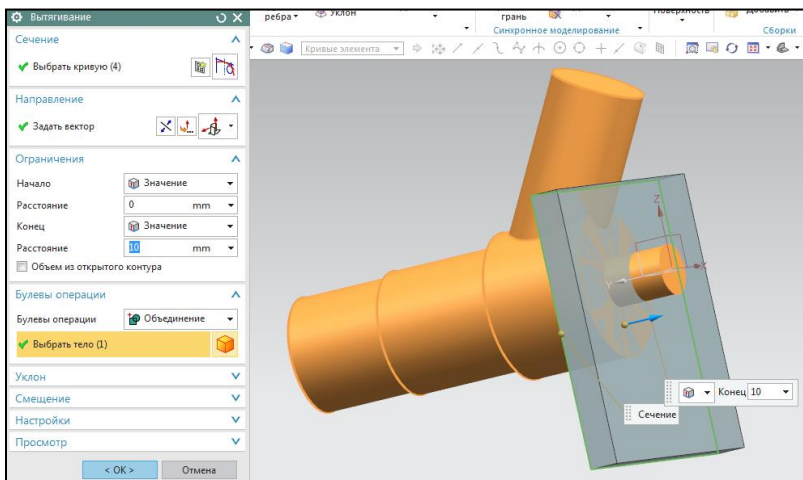 Вытягивание
Сечение
Выбрать кривую (4)
Направление
Задать вектор
Ограничения
Начало
Значение
Расстояние
0 mm
Конец
Значение
Расстояние
10 mm
Объем из открытого контура
Булевы операции
Булевы операции
Объединение
Выбрать тело (1)
Уклон
Смещение
Настройки
Просмотр
< OK >
Отмена
ребра
Уклон
грань
Синхронное моделирование
Сборки
Кривые элемента
Z
X
Конец 10
Сечение